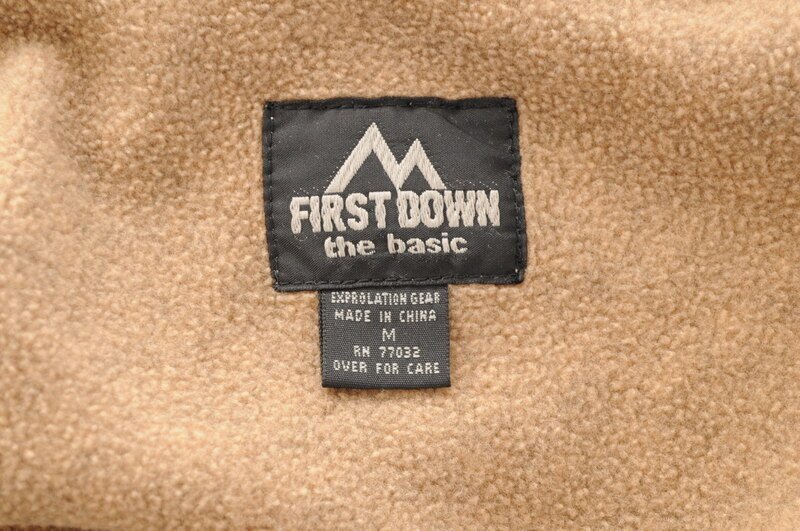 FIRST DOWN
the basic
EXPROLATION GEAR
MADE IN CHINA
M
RN 77032
OVER FOR CARE